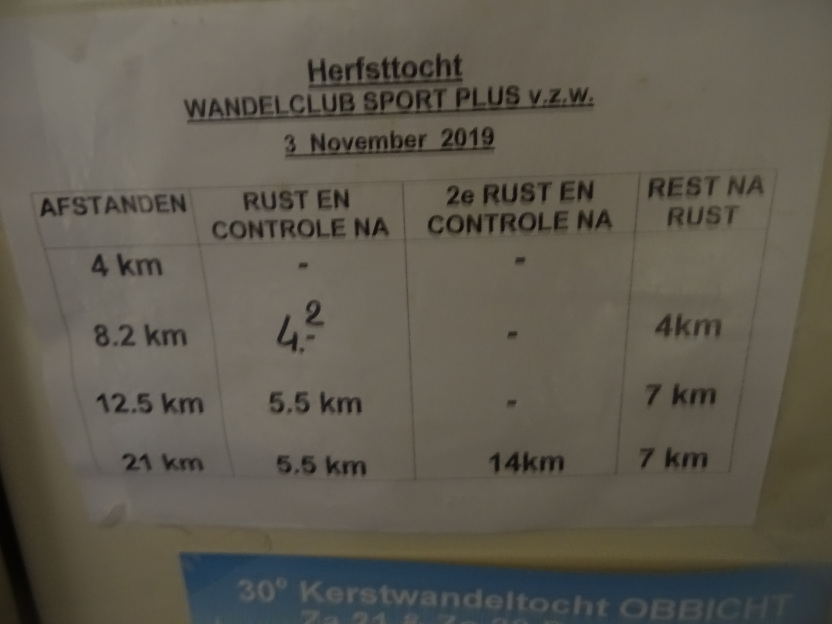 Herfsttocht
WANDELCLUB SPORT PLUS v.z.w.
3 November 2019
AFSTANDEN RUST EN CONTROLE NA 2e RUST EN CONTROLE NA REST NA RUST
4 km - -
8.2 km 4.2- - 4km
12.5 km 5.5 km - 7 km
21 km 5.5 km 14km 7 km
30° Kerstwandeltocht OBBICHT
Za 21 &